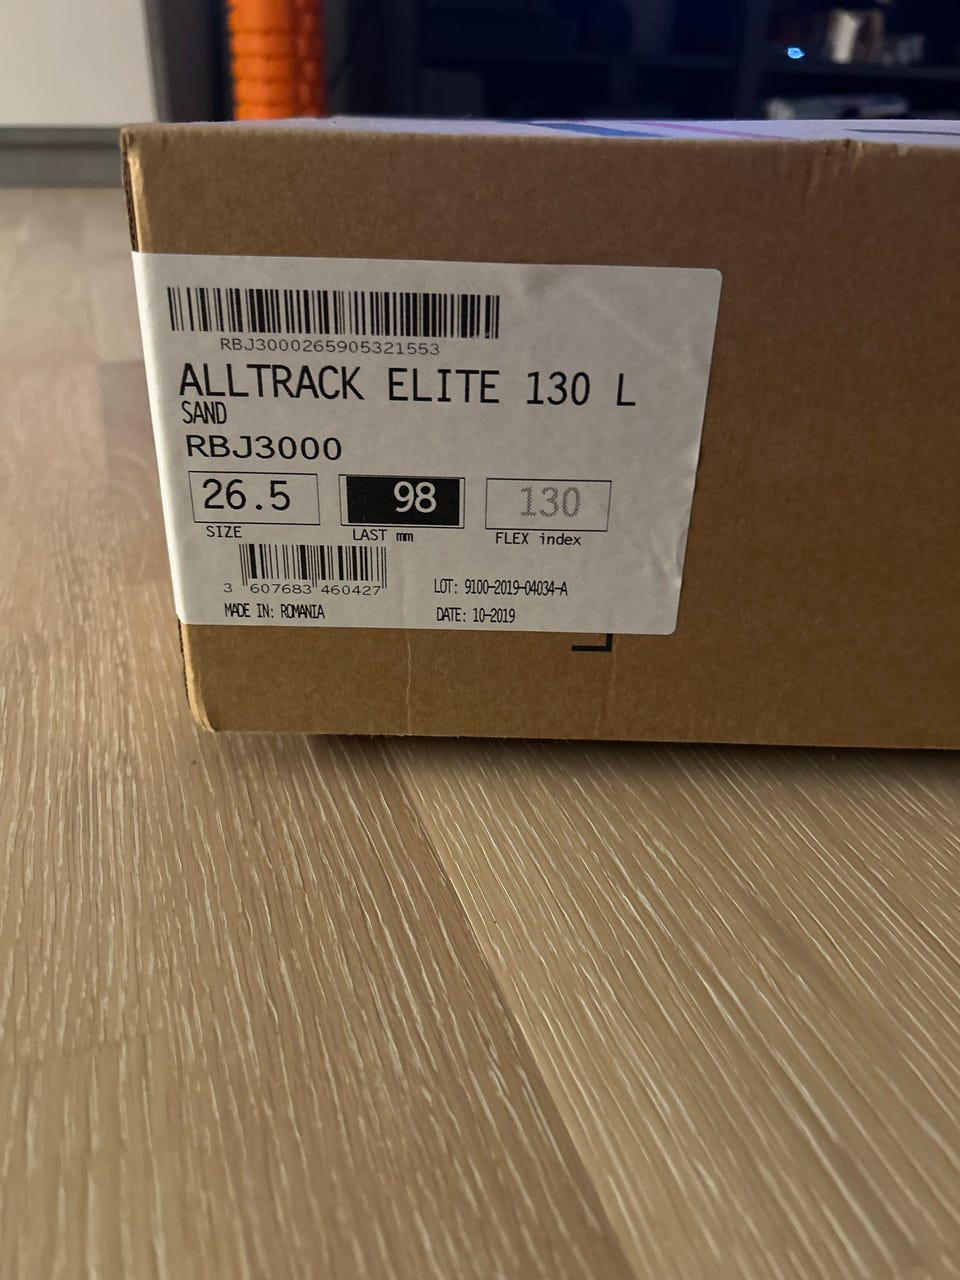 RBJ3000265905321553
ALLTRACK ELITE 130 L
SAND
RBJ3000
26.5 98 130
SIZE LAST mm FLEX index
3 607683 460427
LOT: 9100-2019-04034-A
MADE IN: ROMANIA
DATE: 10-2019